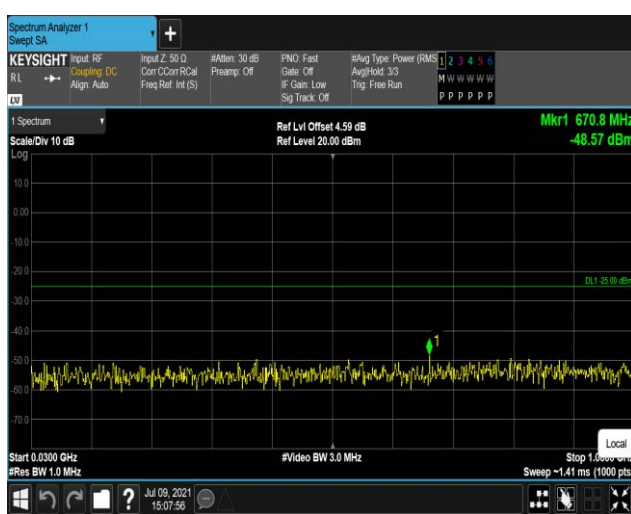 Spectrum Analyzer 1
Swept SA
KEYSIGHT Input: RF Input Z: 50 Ω #Atten: 30 dB PNO: Fast #Avg Type: Power (RMS 1 2 3 4 5 6
RL Coupling: DC Corr CCorr RCal Preamp: Off Gate: Off Avg|Hold: 3/3 M W W W W W
Align: Auto Freq Ref: Int (S) IF Gain: Low Trig: Free Run
Sig Track: Off P P P P P P
LXI
1 Spectrum Ref Lvl Offset 4.59 dB Mkr1 670.8 MHz
Scale/Div 10 dB Ref Level 20.00 dBm -48.57 dBm
Log
10.0
0.00
-10.0
-20.0
DL1 -25.00 dBm
-30.0
-40.0
1
-50.0
-60.0
-70.0
Local
Start 0.0300 GHz #Video BW 3.0 MHz Stop
#Res BW 1.0 MHz Sweep ~1.41 ms (1000 pts
? Jul 09, 2021
15:07:56